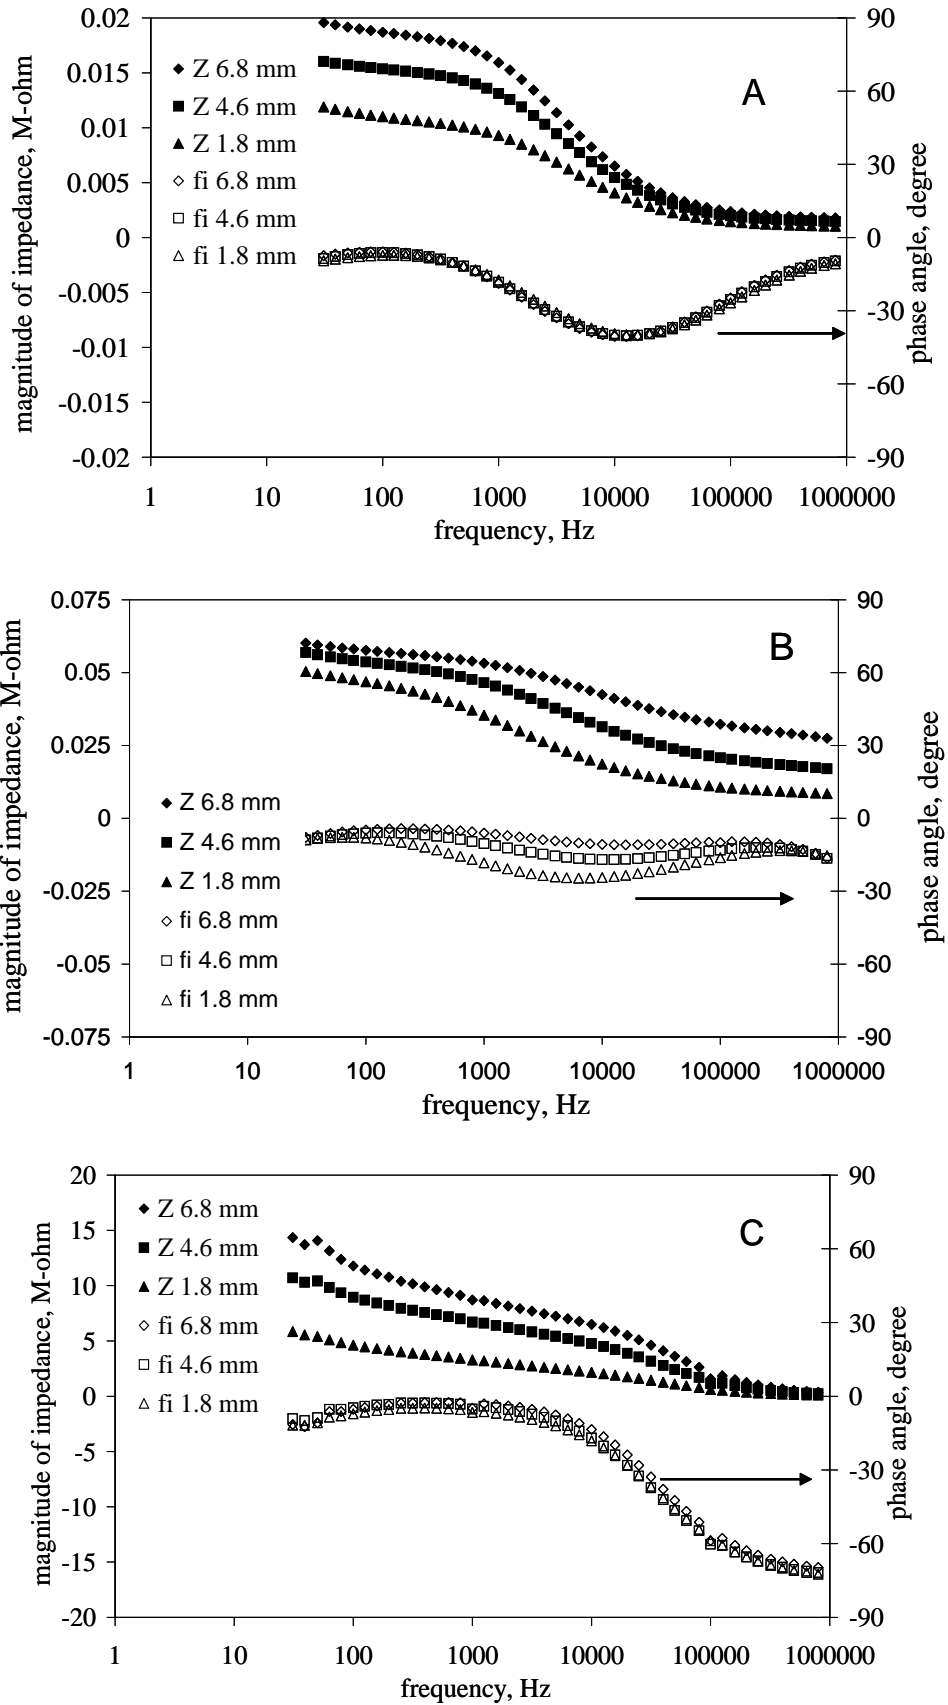 magnitude of impedance, M-ohm
0.02
0.015
0.01
0.005
0
-0.005
-0.01
-0.015
-0.02
Z 6.8 mm
Z 4.6 mm
Z 1.8 mm
fi 6.8 mm
fi 4.6 mm
fi 1.8 mm
A
90
60
30
0
-30
-60
-90
phase angle, degree
1 10 100 1000 10000 100000 1000000
frequency, Hz
magnitude of impedance, M-ohm
0.075
0.05
0.025
0
-0.025
-0.05
-0.075
B
Z 6.8 mm
Z 4.6 mm
Z 1.8 mm
fi 6.8 mm
fi 4.6 mm
fi 1.8 mm
90
60
30
0
-30
-60
-90
phase angle, degree
1 10 100 1000 10000 100000 1000000
frequency, Hz
magnitude of impedance, M-ohm
20
15
10
5
0
-5
-10
-15
-20
Z 6.8 mm
Z 4.6 mm
Z 1.8 mm
fi 6.8 mm
fi 4.6 mm
fi 1.8 mm
C
90
60
30
0
-30
-60
-90
phase angle, degree
1 10 100 1000 10000 100000 1000000
frequency, Hz